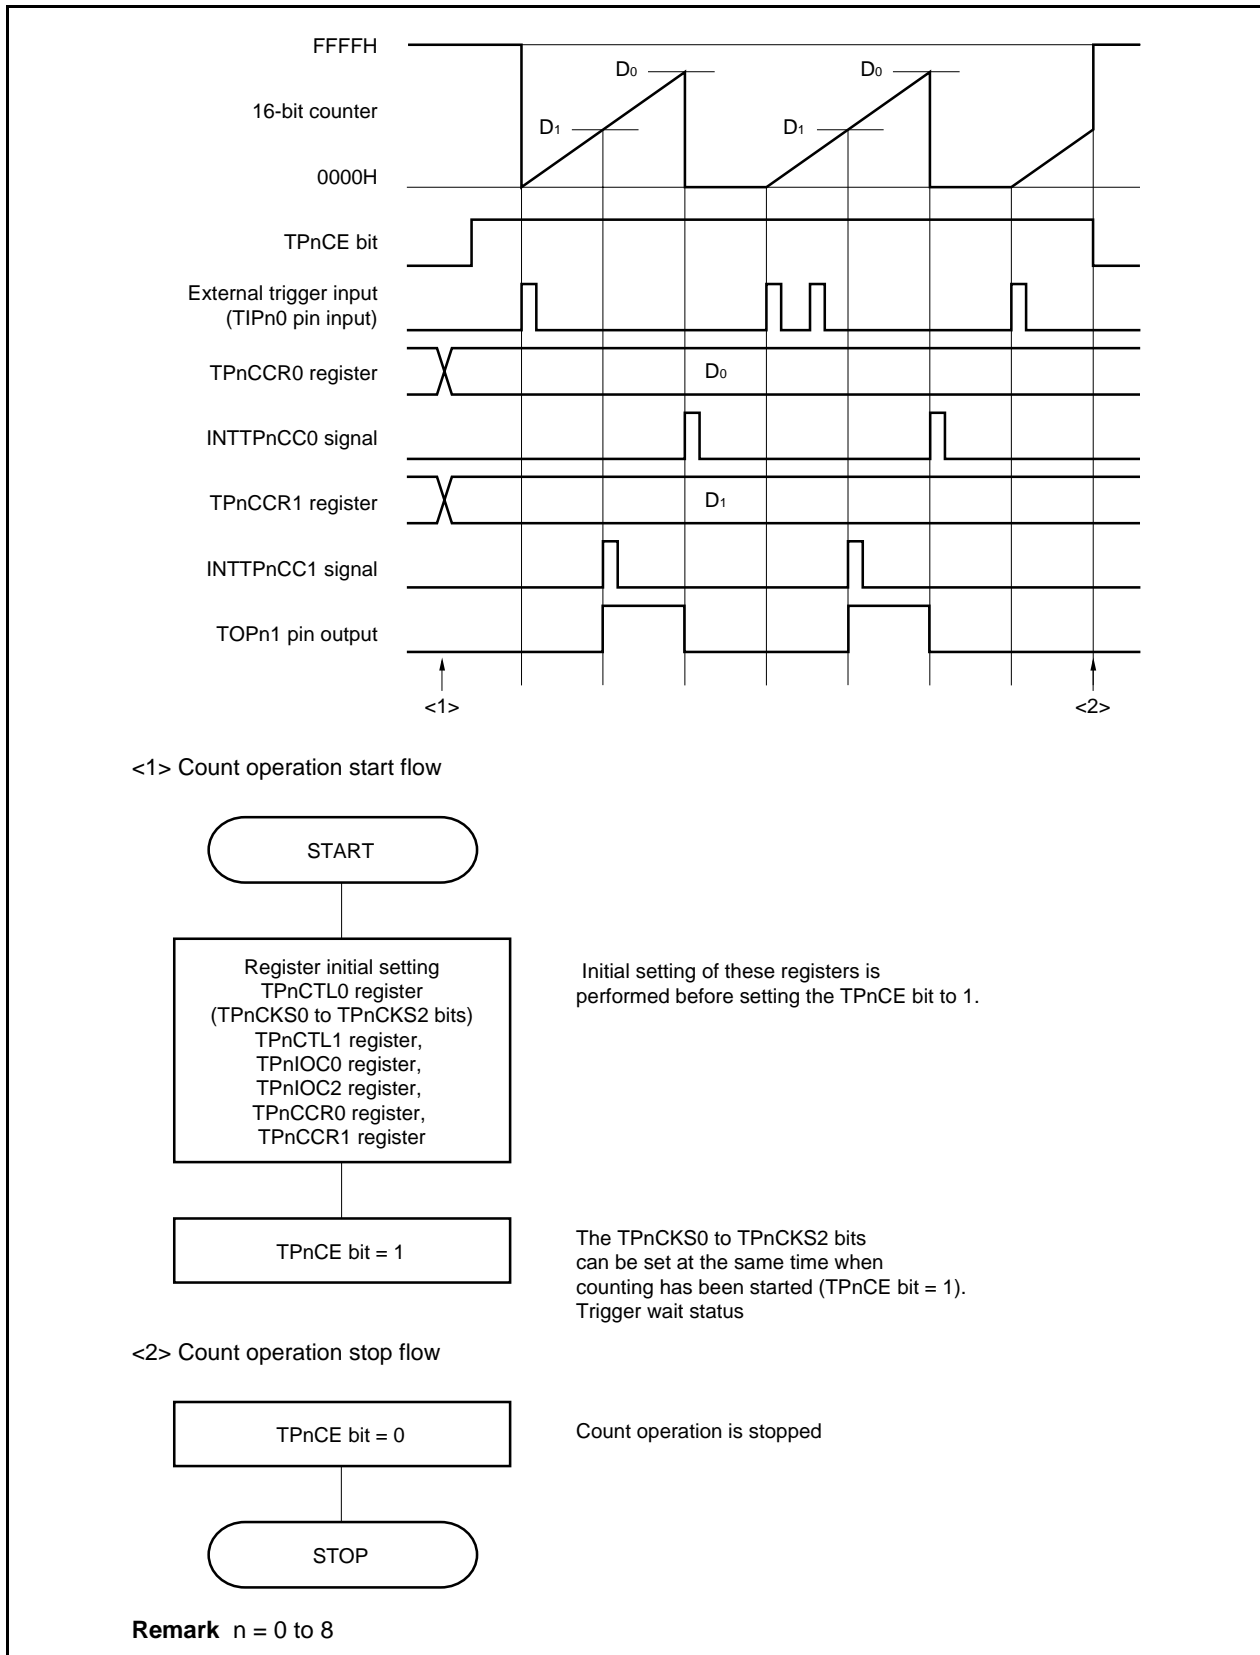 FFFFH
D0
D0
16-bit counter
D1
D1
0000H
TPnCE bit
External trigger input
(TIPn0 pin input)
TPnCCR0 register
D0
INTTPnCC0 signal
TPnCCR1 register
D1
INTTPnCC1 signal
TOPn1 pin output
<1>
<2>
<1> Count operation start flow
START
Register initial setting
TPnCTL0 register
(TPnCKS0 to TPnCKS2 bits)
TPnCTL1 register,
TPnIOC0 register,
TPnIOC2 register,
TPnCCR0 register,
TPnCCR1 register
Initial setting of these registers is
performed before setting the TPnCE bit to 1.
TPnCE bit = 1
The TPnCKS0 to TPnCKS2 bits
can be set at the same time when
counting has been started (TPnCE bit = 1).
Trigger wait status
<2> Count operation stop flow
TPnCE bit = 0
Count operation is stopped
STOP
Remark n = 0 to 8